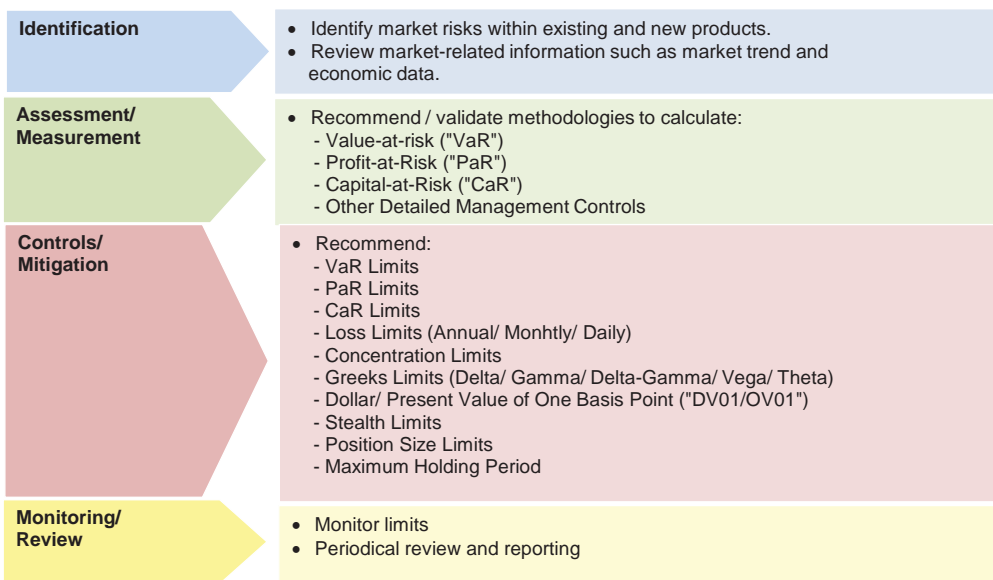 Identification
• Identify market risks within existing and new products.
• Review market-related information such as market trend and
economic data.
Assessment/
Measurement
• Recommend / validate methodologies to calculate:
- Value-at-risk ("VaR")
- Profit-at-Risk ("PaR")
- Capital-at-Risk ("CaR")
- Other Detailed Management Controls
Controls/
Mitigation
• Recommend:
- VaR Limits
- PaR Limits
- CaR Limits
- Loss Limits (Annual/ Monhtly/ Daily)
- Concentration Limits
- Greeks Limits (Delta/ Gamma/ Delta-Gamma/ Vega/ Theta)
- Dollar/ Present Value of One Basis Point ("DV01/OV01")
- Stealth Limits
- Position Size Limits
- Maximum Holding Period
Monitoring/
Review
• Monitor limits
• Periodical review and reporting